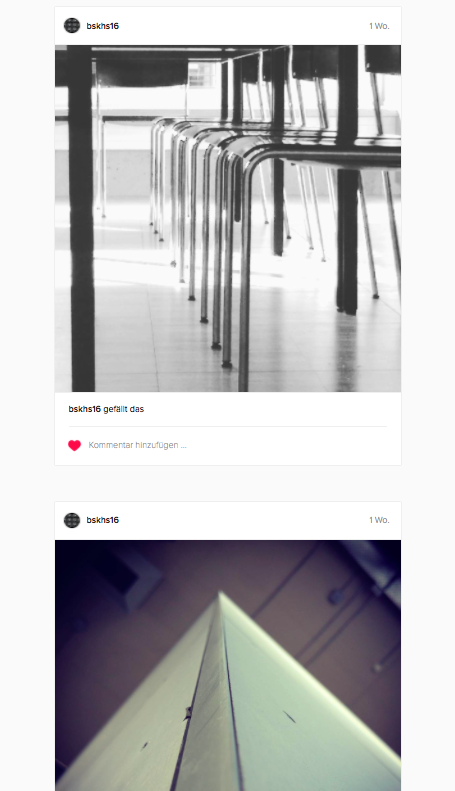 bskhs16 1 Wo.
bskhs16 gefällt das
Kommentar hinzufügen ...
bskhs16 1 Wo.